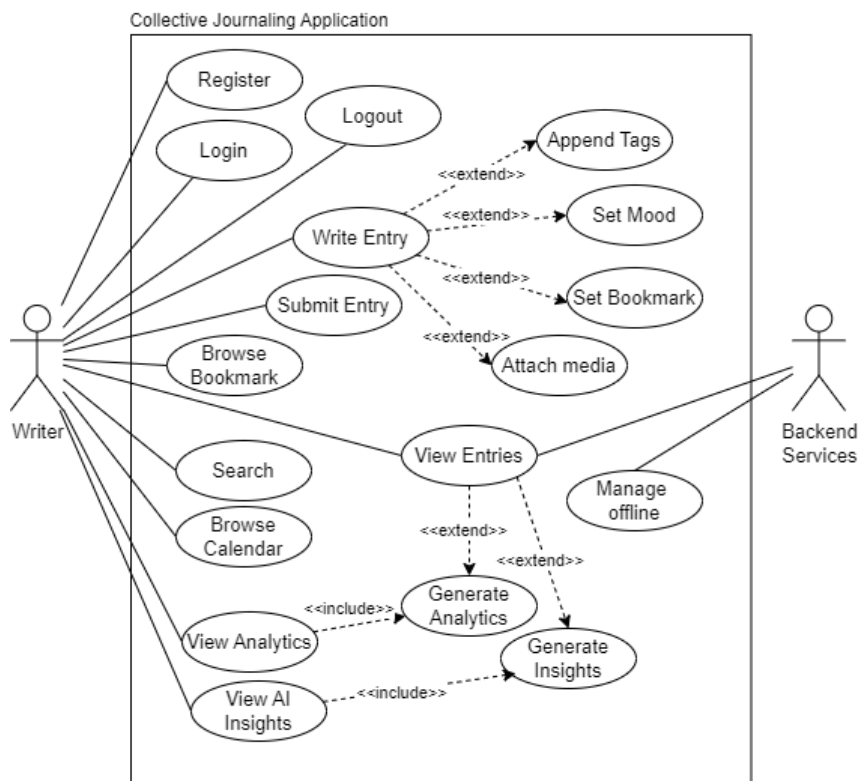 Collective Journaling Application
Register
Logout
Login
Append Tags
<<extend>>
Set Mood
<<extend>>
Write Entry
<<extend>>
Set Bookmark
Submit Entry
<<extend>>
Browse
Bookmark
Attach media
Writer
Backend
Services
View Entries
Search
Manage
offline
Browse
Calendar
<<extend>>
<<extend>>
Generate
Analytics
<<include>>
View Analytics
Generate
Insights
View AI
Insights
<<include>>